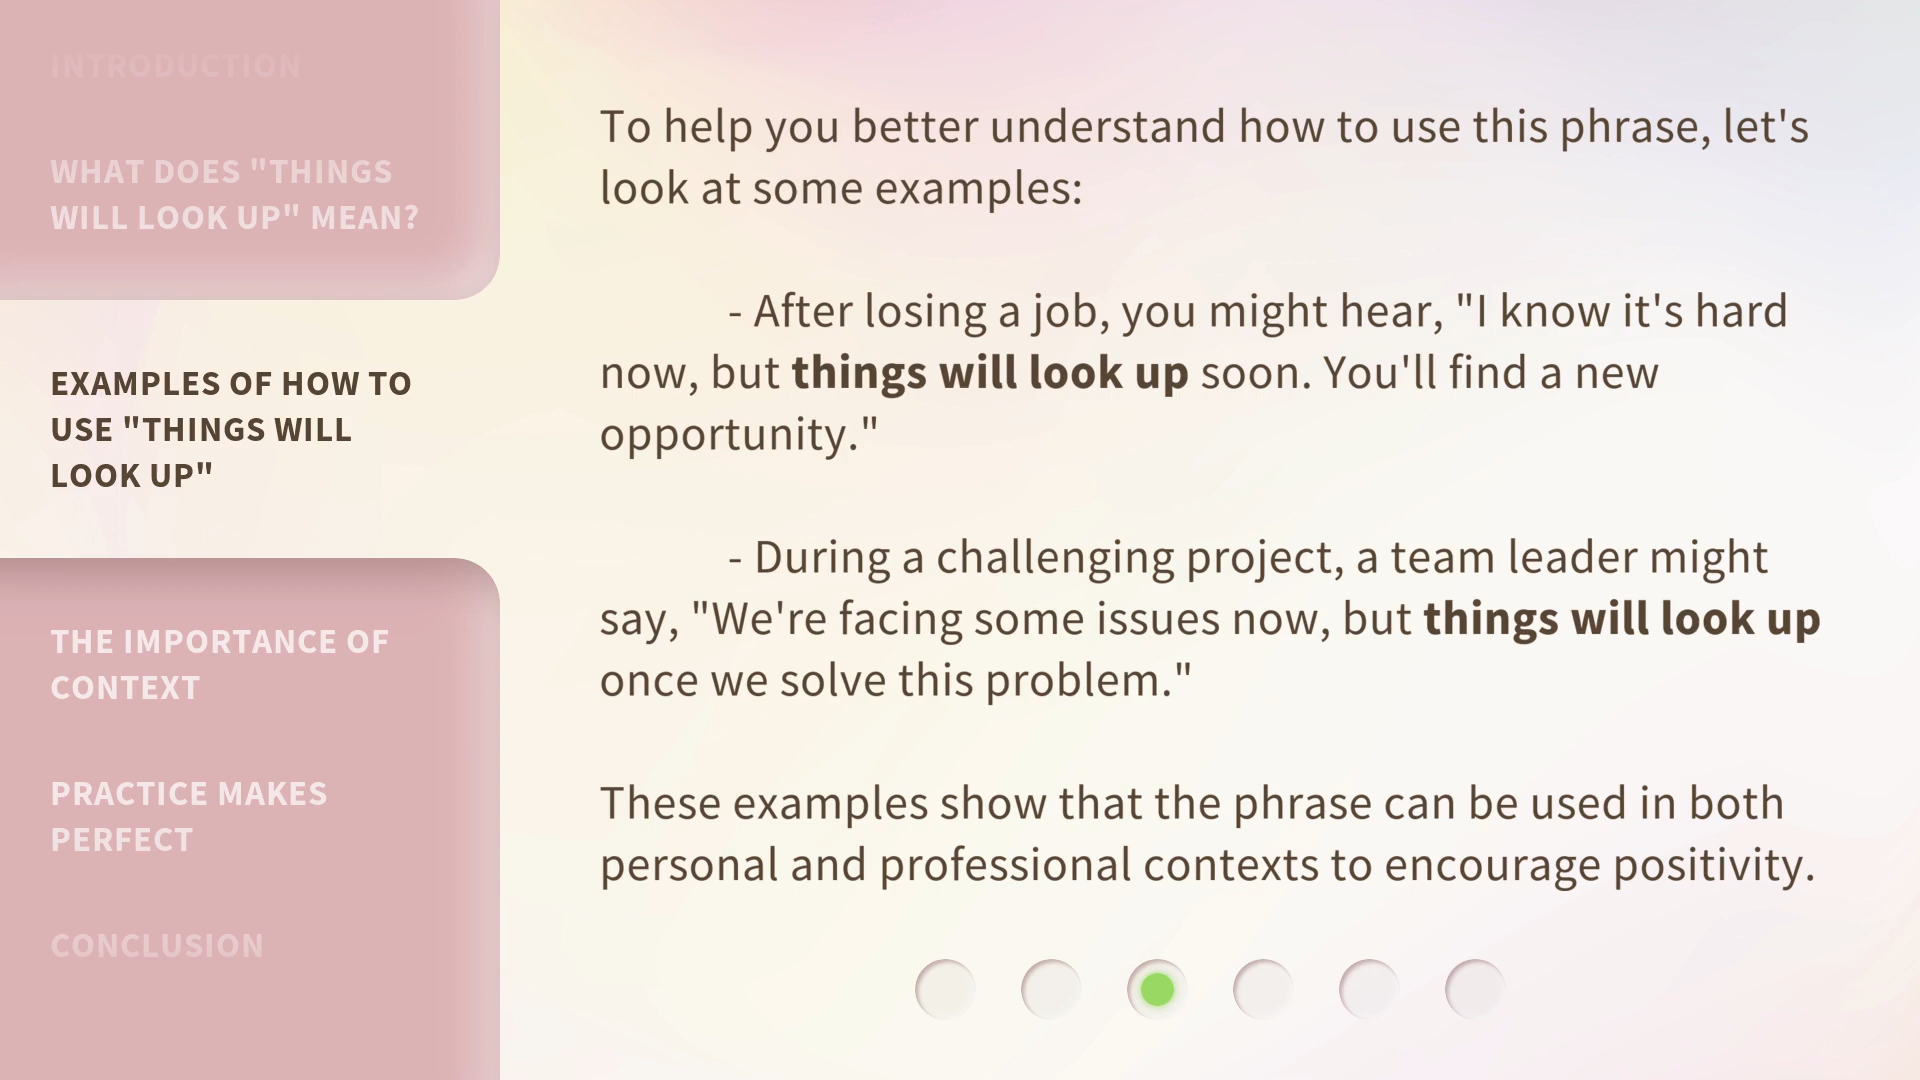 INTRODUCTION
WHAT DOES "THINGS
WILL LOOK UP" MEAN?
EXAMPLES OF HOW TO
USE "THINGS WILL
LOOK UP"
THE IMPORTANCE OF
CONTEXT
PRACTICE MAKES
PERFECT
CONCLUSION
To help you better understand how to use this phrase, let's
look at some examples:
- After losing a job, you might hear, "I know it's hard
now, but things will look up soon. You'll find a new
opportunity."
- During a challenging project, a team leader might
say, "We're facing some issues now, but things will look up
once we solve this problem."
These examples show that the phrase can be used in both
personal and professional contexts to encourage positivity.